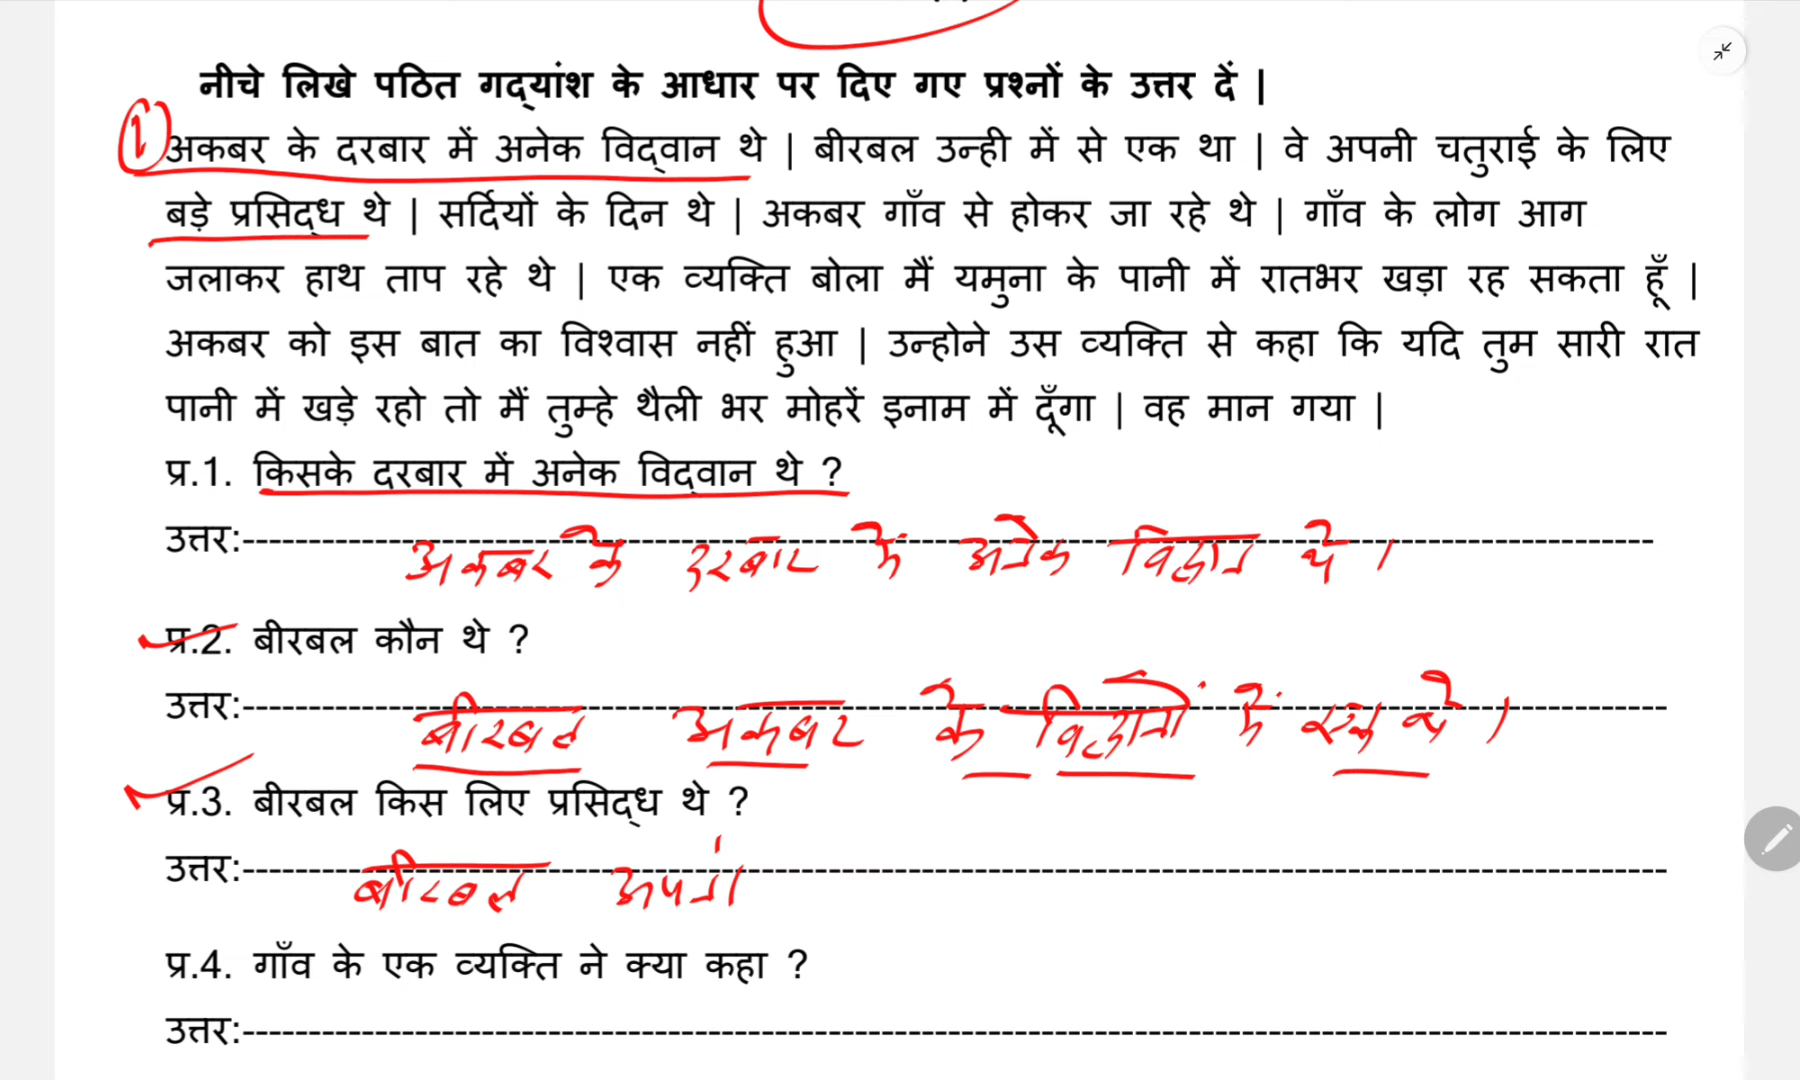 नीचे लिखे पठित गद्यांश के आधार पर दिए गए प्रश्नों के उत्तर दें |
1 अकबर के दरबार में अनेक विद्वान थे | बीरबल उन्ही में से एक था | वे अपनी चतुराई के लिए
बड़े प्रसिद्ध थे | सर्दियों के दिन थे | अकबर गाँव से होकर जा रहे थे | गाँव के लोग आग
जलाकर हाथ ताप रहे थे | एक व्यक्ति बोला मैं यमुना के पानी में रातभर खड़ा रह सकता हूँ |
अकबर को इस बात का विश्वास नहीं हुआ | उन्होने उस व्यक्ति से कहा कि यदि तुम सारी रात
पानी में खड़े रहो तो मैं तुम्हे थैली भर मोहरें इनाम में दूँगा | वह मान गया |
प्र.1. किसके दरबार में अनेक विद्वान थे ?
उत्तर:------------------------------------------------------------
अकबर के दरबार में अनेक विद्वान थे ।
प्र.2. बीरबल कौन थे ?
उत्तर:------------------------------------------------------------
बीरबल अकबर के विद्वानों में एक थे ।
प्र.3. बीरबल किस लिए प्रसिद्ध थे ?
उत्तर:------------------------------------------------------------
बीरबल अपनी
प्र.4. गाँव के एक व्यक्ति ने क्या कहा ?
उत्तर:------------------------------------------------------------